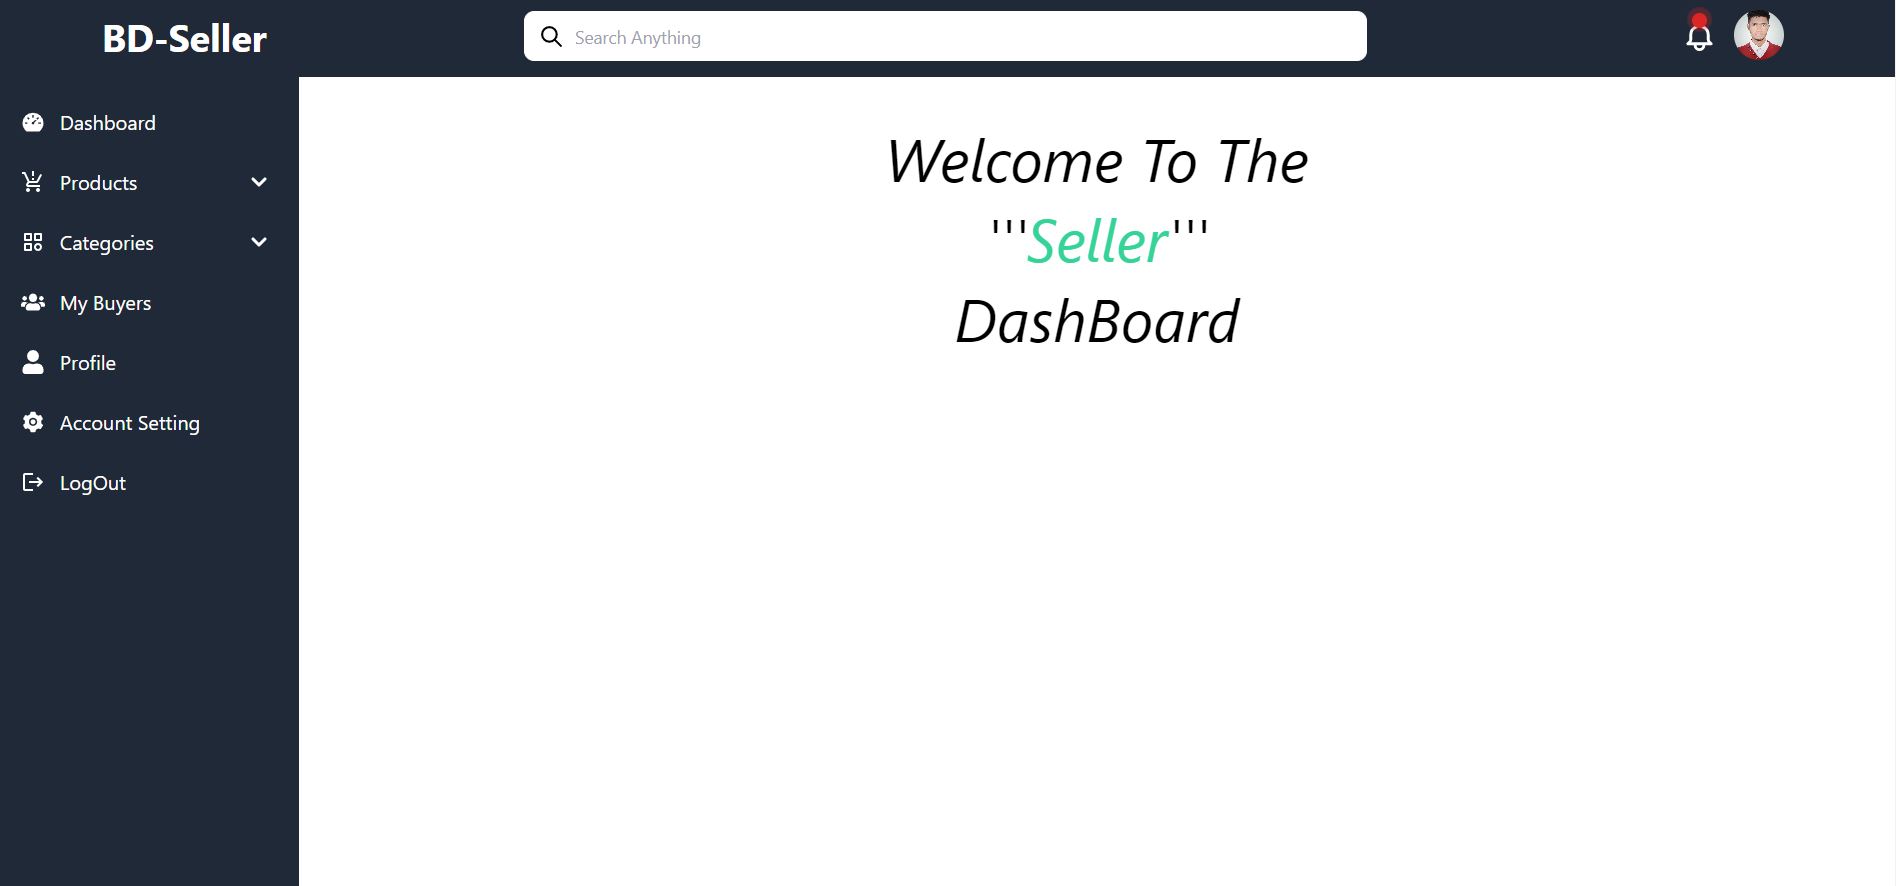 BD-Seller
Search Anything
Dashboard
Products
Categories
My Buyers
Profile
Account Setting
LogOut
Welcome To The
'''Seller'''
DashBoard